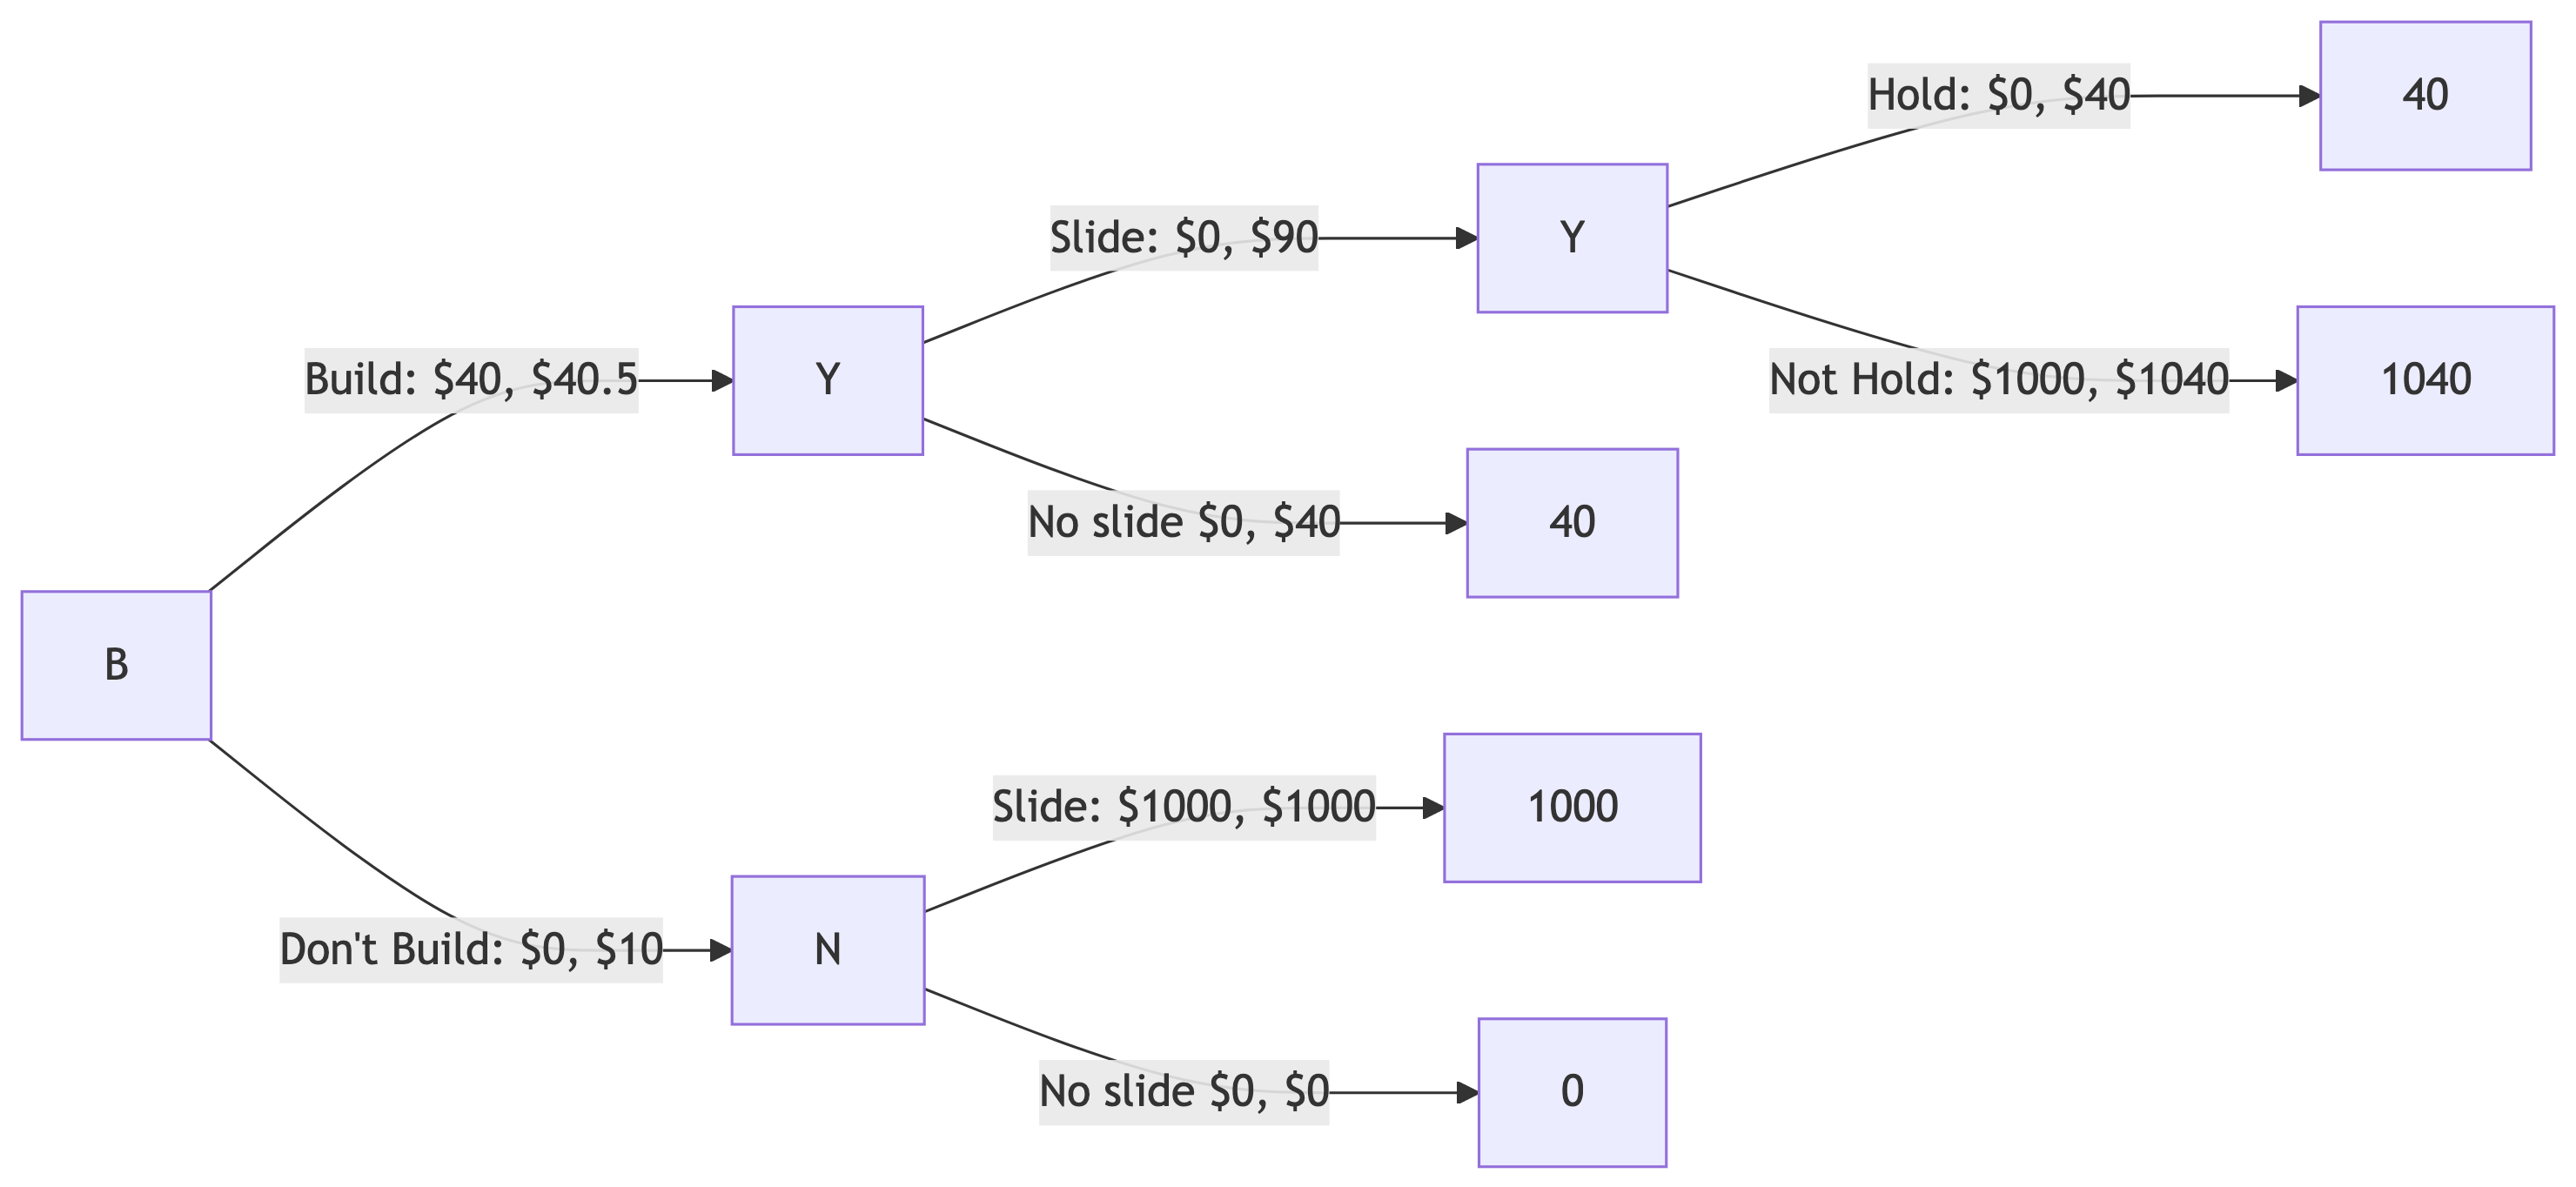 Hold: $0, $40
40
Slide: $0, $90
Y
Build: $40, $40.5
Y
Not Hold: $1000, $1040
1040
No slide $0, $40
40
B
Slide: $1000, $1000
1000
Don't Build: $0, $10
N
No slide $0, $0
0